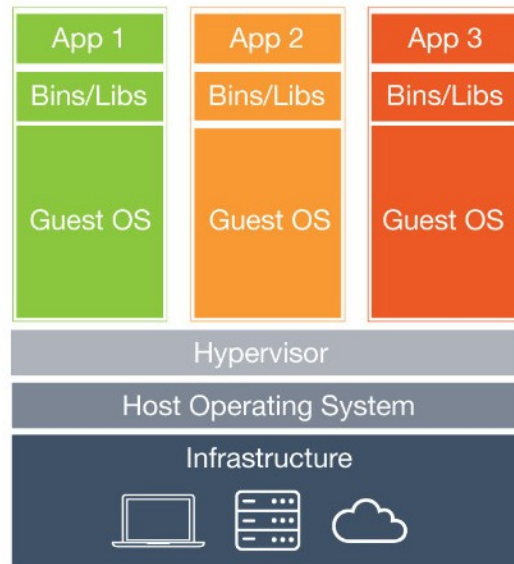 App 1
App 2
App 3
Bins/Libs
Bins/Libs
Bins/Libs
Guest OS
Guest OS
Guest OS
Hypervisor
Host Operating System
Infrastructure